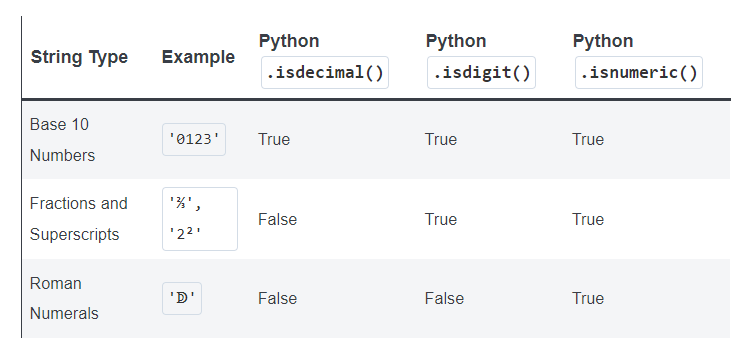 String Type Example Python .isdecimal() Python .isdigit() Python .isnumeric()
Base 10 Numbers '0123' True True True
Fractions and Superscripts '⅔', '2²' False True True
Roman Numerals 'ↁ' False False True